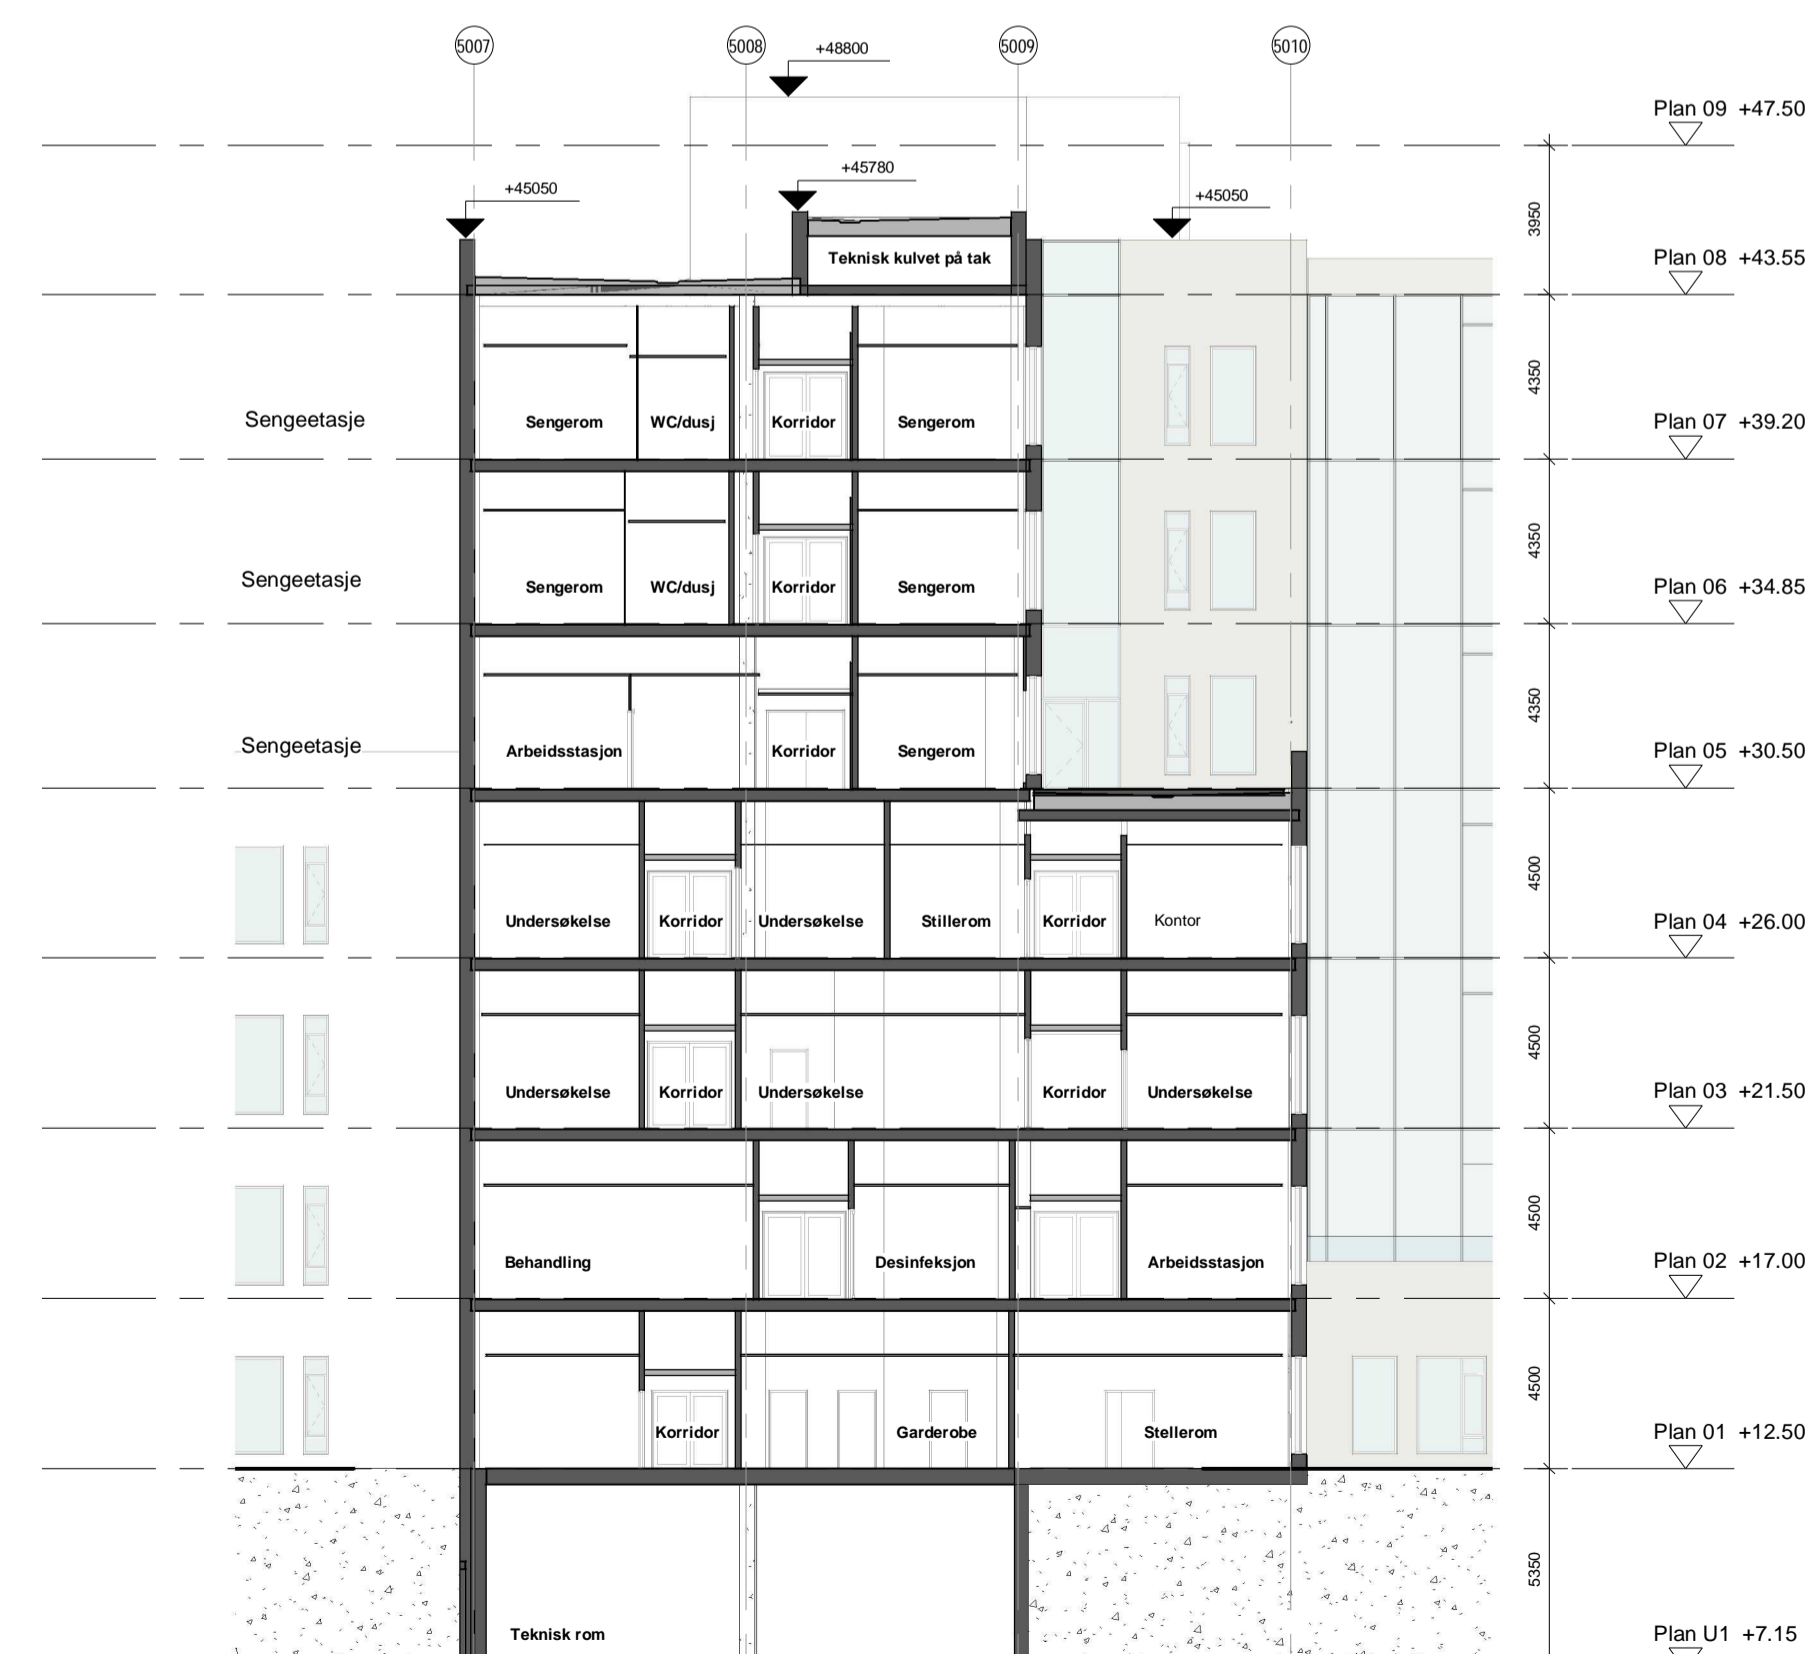 5007
5008
5009
5010
+48800
Plan 09 +47.50
+45780
+45050
+45050
3950
Teknisk kulvet på tak
Plan 08 +43.55
4350
Sengeetasje
Sengerom
WC/dusj
Korridor
Sengerom
Plan 07 +39.20
4350
Sengeetasje
Sengerom
WC/dusj
Korridor
Sengerom
Plan 06 +34.85
4350
Sengeetasje
Arbeidsstasjon
Korridor
Sengerom
Plan 05 +30.50
4500
Undersøkelse
Korridor
Undersøkelse
Stillerom
Korridor
Kontor
Plan 04 +26.00
4500
Undersøkelse
Korridor
Undersøkelse
Korridor
Undersøkelse
Plan 03 +21.50
4500
Behandling
Desinfeksjon
Arbeidsstasjon
Plan 02 +17.00
4500
Korridor
Garderobe
Stellerom
Plan 01 +12.50
5350
Teknisk rom
Plan U1 +7.15